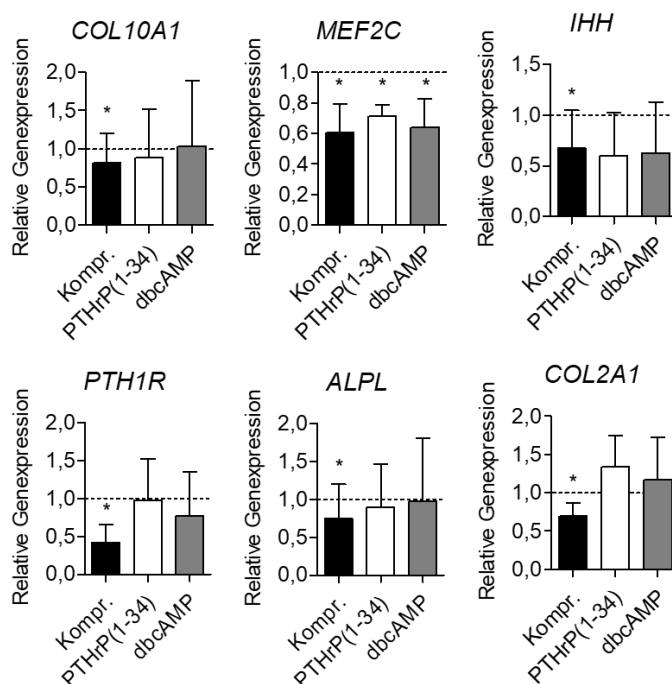 COL10A1
Relative Genexpression
2,0
1,5
1,0
0,5
0,0
*
Kompr.
PTHrP(1-34)
dbcAMP
MEF2C
Relative Genexpression
1,0
0,8
0,6
0,4
0,2
0,0
* * *
Kompr.
PTHrP(1-34)
dbcAMP
IHH
Relative Genexpression
1,5
1,0
0,5
0,0
*
Kompr.
PTHrP(1-34)
dbcAMP
PTH1R
Relative Genexpression
2,0
1,5
1,0
0,5
0,0
*
Kompr.
PTHrP(1-34)
dbcAMP
ALPL
Relative Genexpression
2,0
1,5
1,0
0,5
0,0
*
Kompr.
PTHrP(1-34)
dbcAMP
COL2A1
Relative Genexpression
2,0
1,5
1,0
0,5
0,0
*
Kompr.
PTHrP(1-34)
dbcAMP